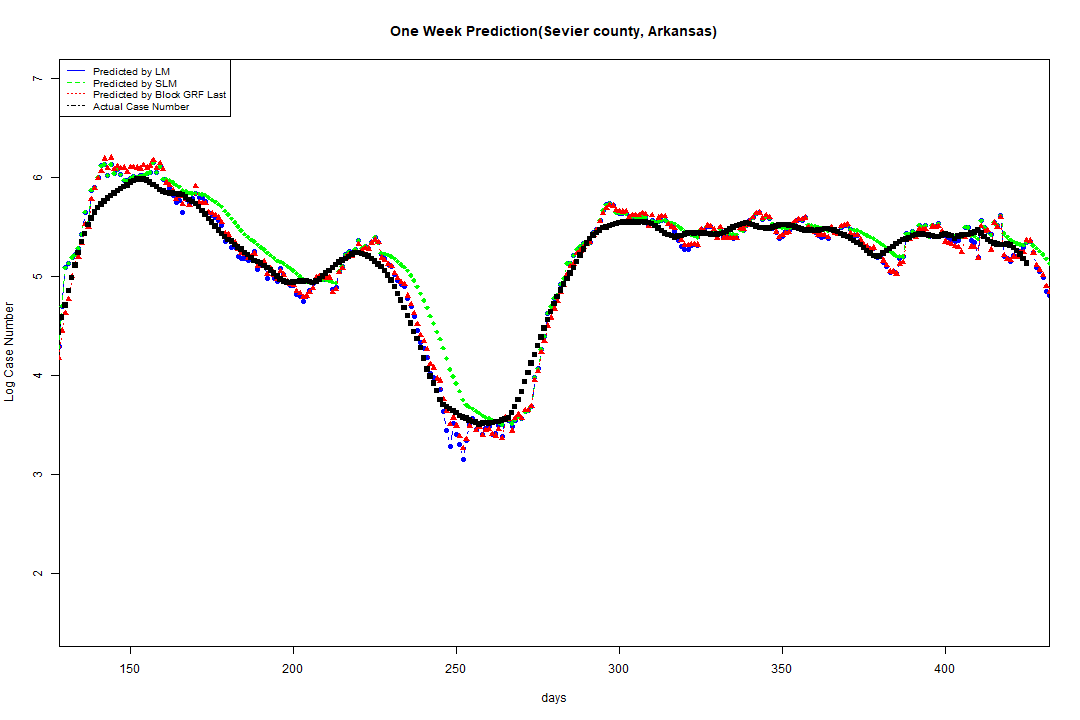 One Week Prediction(Sevier county, Arkansas)
Predicted by LM
Predicted by SLM
Predicted by Block GRF Last
Actual Case Number
7
6
5
4
3
2
Log Case Number
150 200 250 300 350 400
days